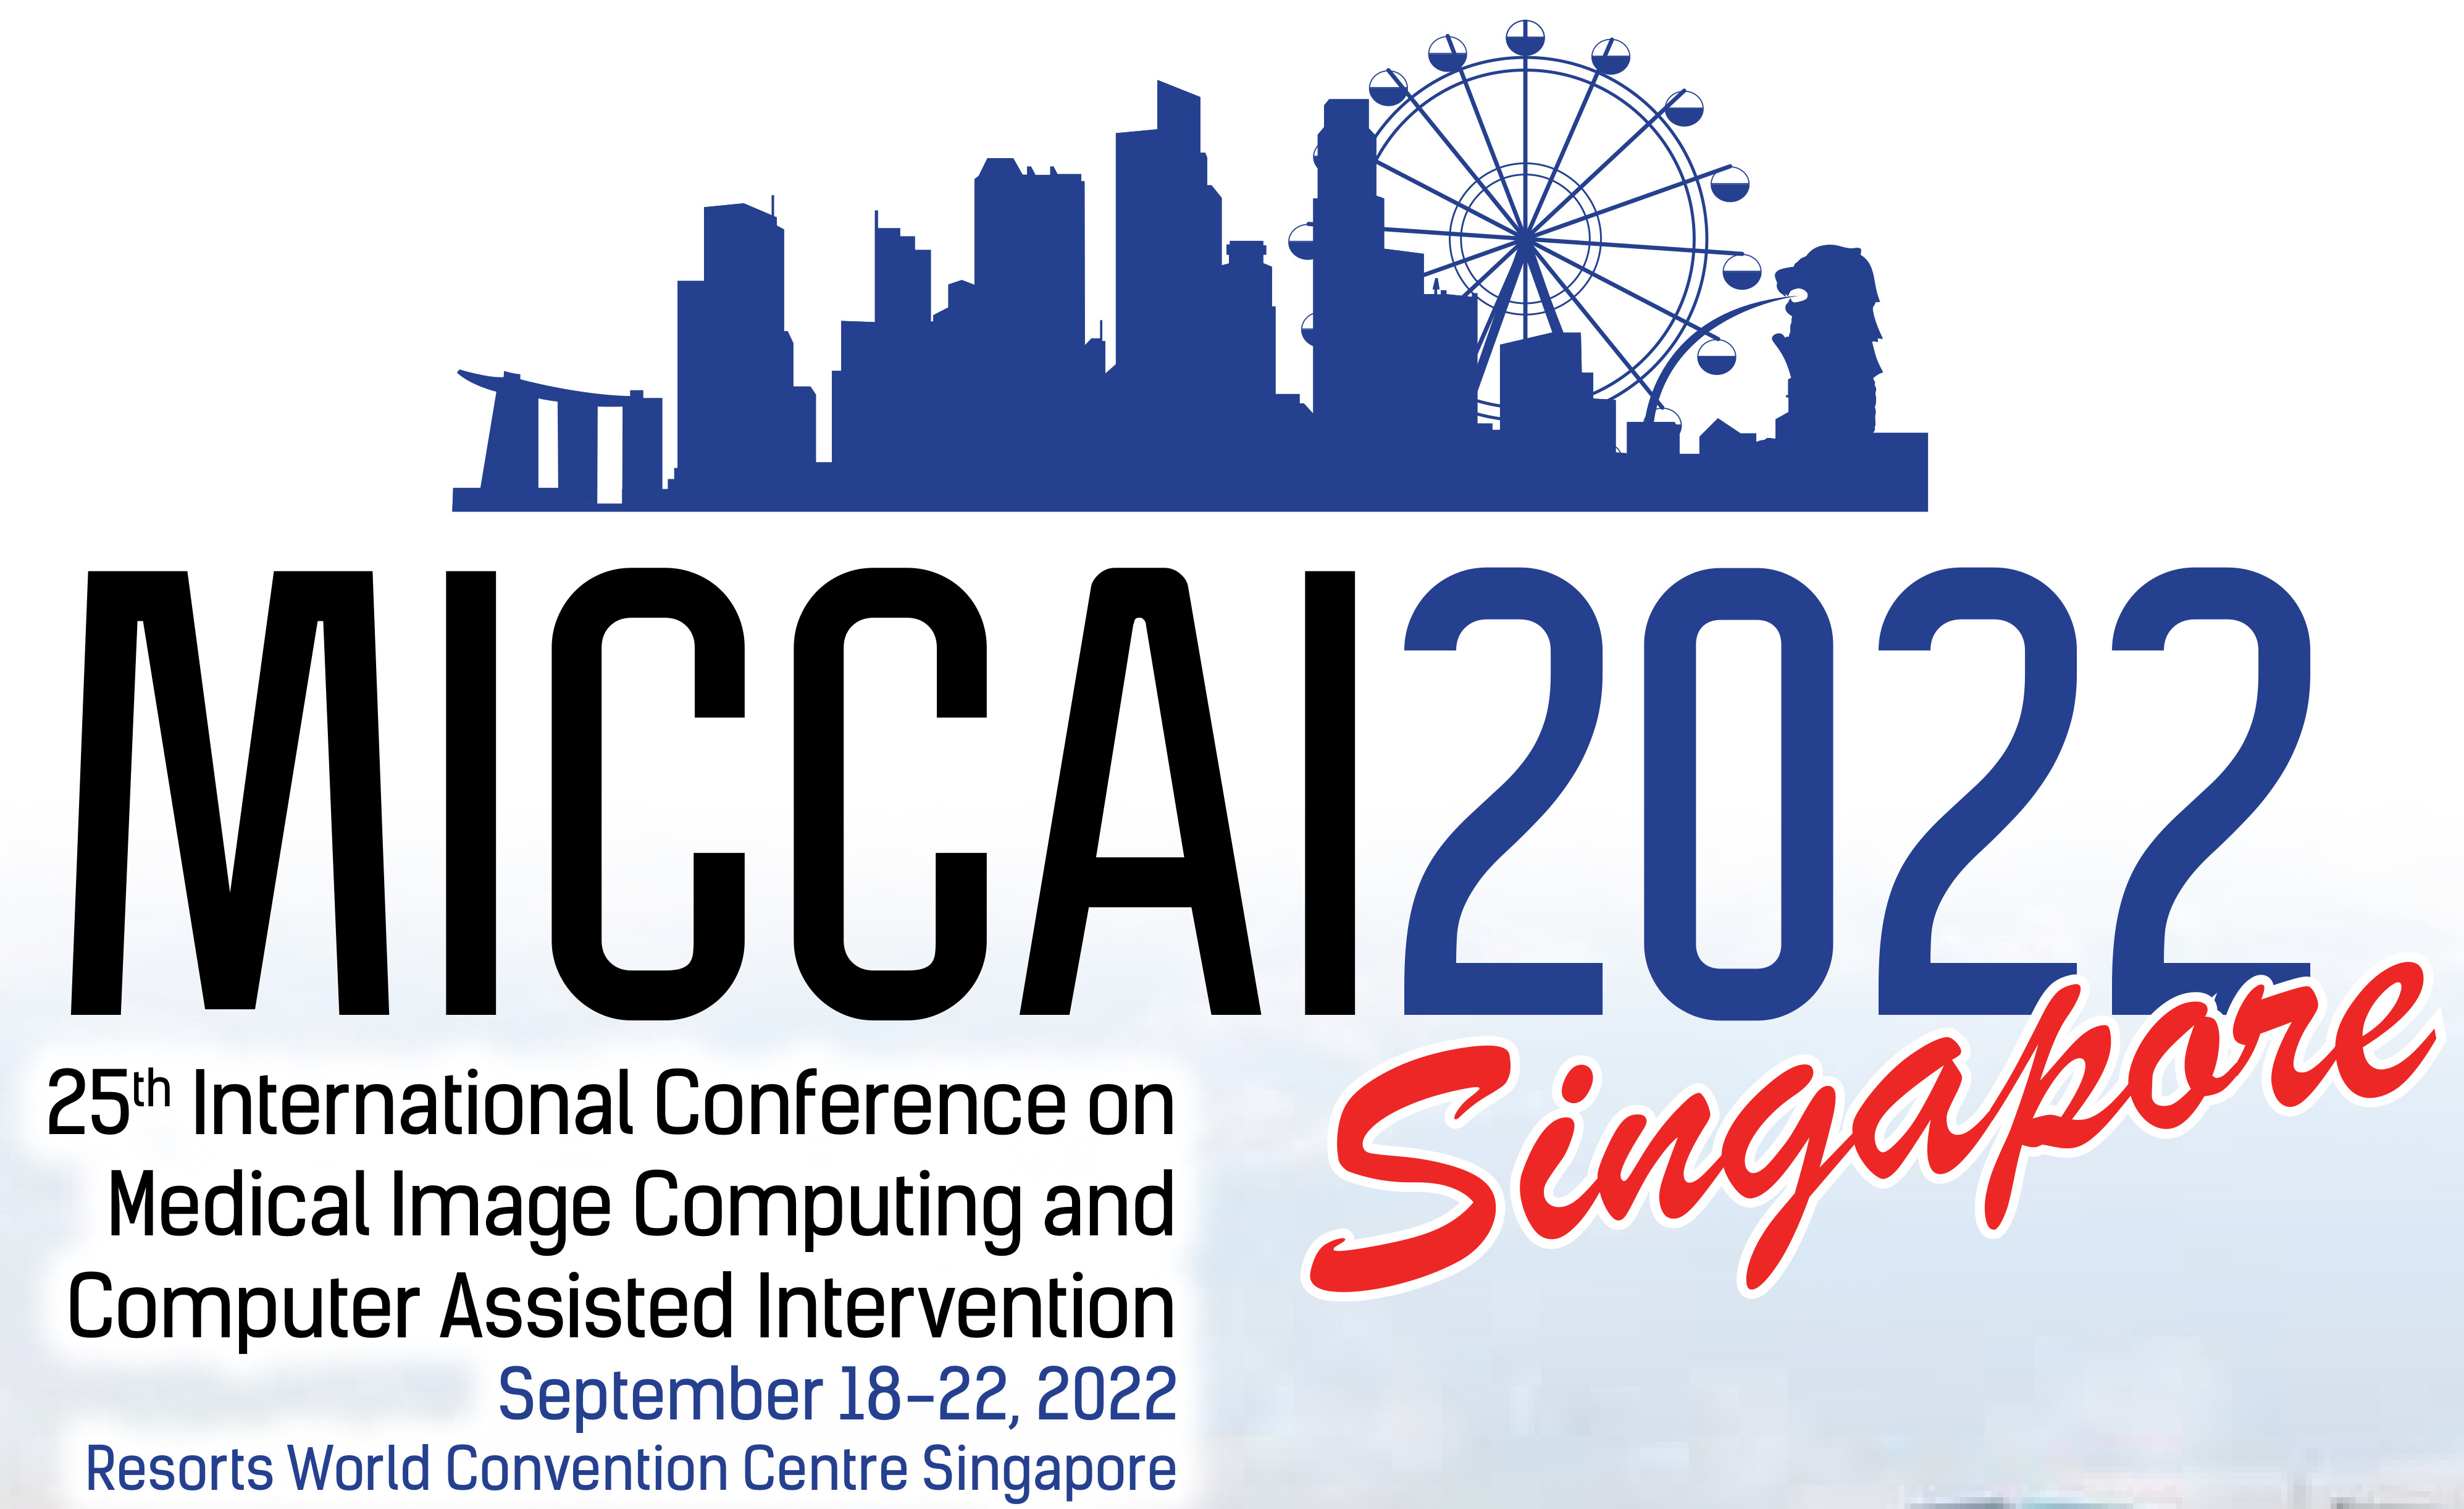 MICCAI2022
Singapore
25th International Conference on
Medical Image Computing and
Computer Assisted Intervention
September 18–22, 2022
Resorts World Convention Centre Singapore